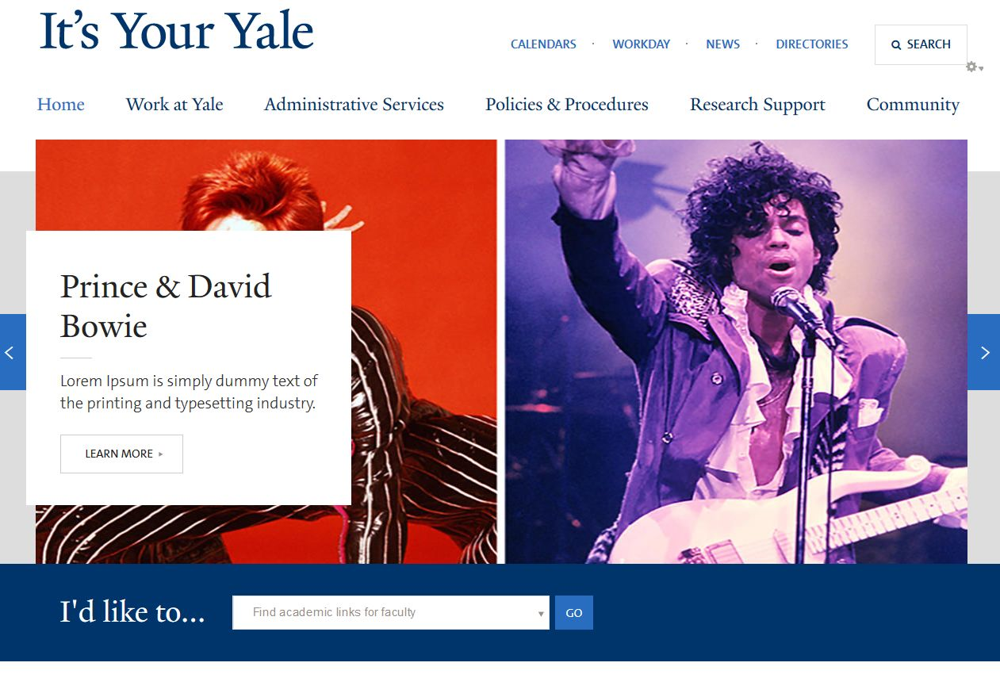 It’s Your Yale
CALENDARS · WORKDAY · NEWS · DIRECTORIES
SEARCH
Home Work at Yale Administrative Services Policies & Procedures Research Support Community
Prince & David
Bowie
Lorem Ipsum is simply dummy text of
the printing and typesetting industry.
LEARN MORE
I'd like to...
Find academic links for faculty
GO